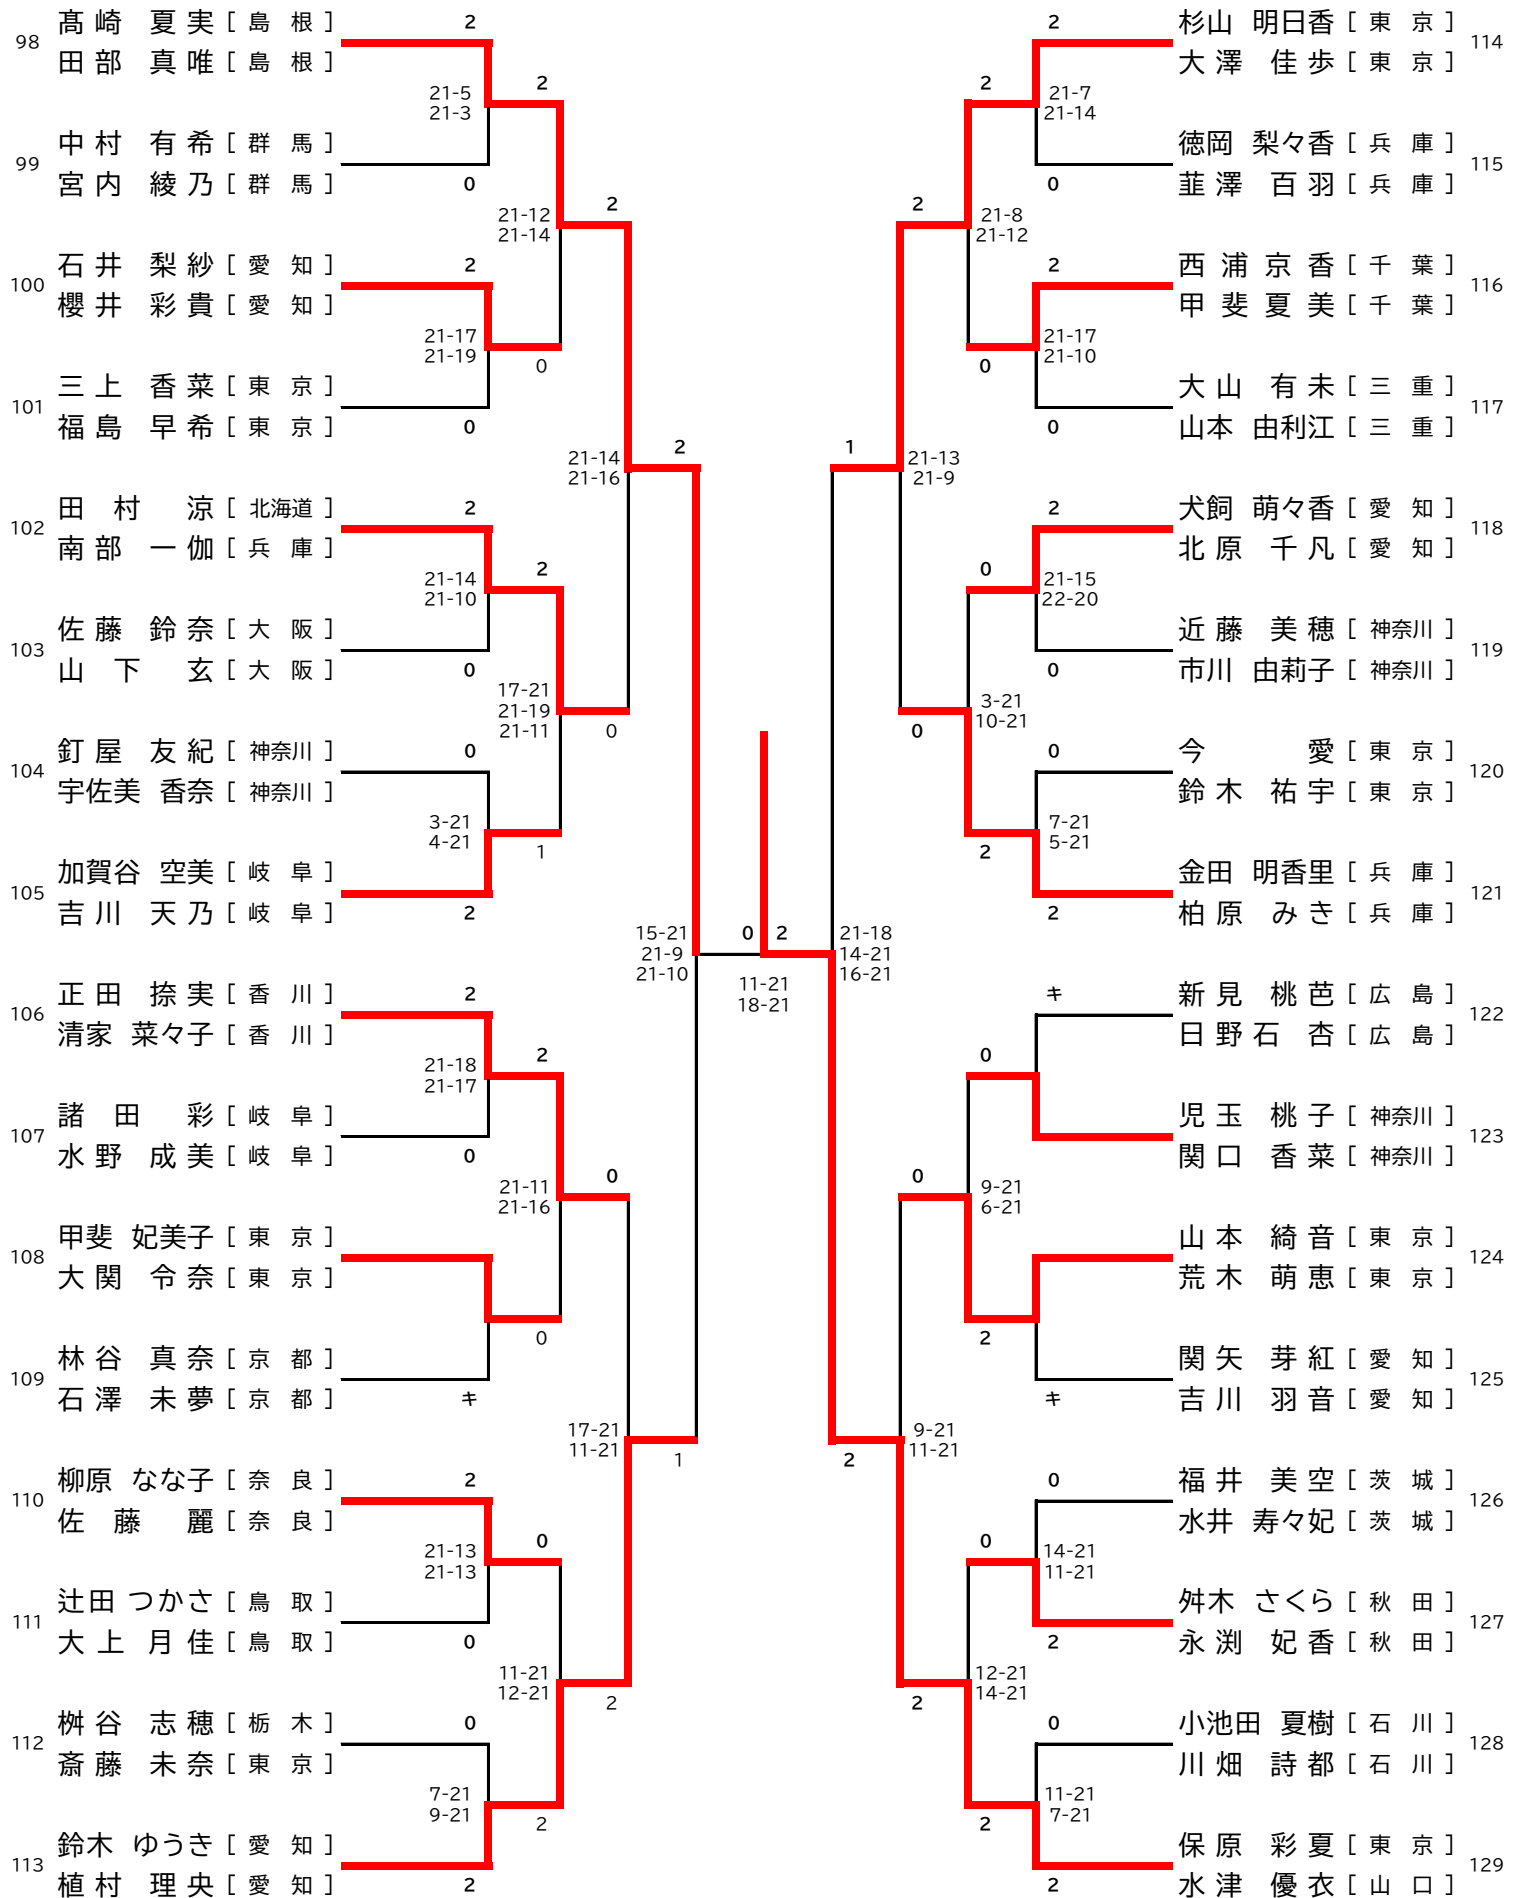 98
髙崎 夏実 [ 島 根 ]
田部 真唯 [ 島 根 ]
2
21-5
21-3
2
99
中村 有希 [ 群 馬 ]
宮内 綾乃 [ 群 馬 ]
0
21-12
21-14
2
100
石井 梨紗 [ 愛 知 ]
櫻井 彩貴 [ 愛 知 ]
2
21-17
21-19
0
101
三上 香菜 [ 東 京 ]
福島 早希 [ 東 京 ]
0
21-14
21-16
2
102
田村 涼 [ 北海道 ]
南部 一伽 [ 兵 庫 ]
2
21-14
21-10
2
103
佐藤 鈴奈 [ 大 阪 ]
山下 玄 [ 大 阪 ]
0
17-21
21-19
21-11
0
104
釘屋 友紀 [ 神奈川 ]
宇佐美 香奈 [ 神奈川 ]
0
3-21
4-21
1
105
加賀谷 空美 [ 岐 阜 ]
吉川 天乃 [ 岐 阜 ]
2
15-21
21-9
21-10
0
106
正田 捺実 [ 香 川 ]
清家 菜々子 [ 香 川 ]
2
21-18
21-17
2
107
諸田 彩 [ 岐 阜 ]
水野 成美 [ 岐 阜 ]
0
21-11
21-16
0
108
甲斐 妃美子 [ 東 京 ]
大関 令奈 [ 東 京 ]
0
109
林谷 真奈 [ 京 都 ]
石澤 未夢 [ 京 都 ]
キ
17-21
11-21
1
110
柳原 なな子 [ 奈 良 ]
佐藤 麗 [ 奈 良 ]
2
21-13
21-13
0
111
辻田 つかさ [ 鳥 取 ]
大上 月佳 [ 鳥 取 ]
0
11-21
12-21
2
112
桝谷 志穂 [ 栃 木 ]
斎藤 未奈 [ 東 京 ]
0
7-21
9-21
2
113
鈴木 ゆうき [ 愛 知 ]
植村 理央 [ 愛 知 ]
2
11-21
18-21
2
杉山 明日香 [ 東 京 ]
大澤 佳歩 [ 東 京 ]
114
2
21-7
21-14
2
徳岡 梨々香 [ 兵 庫 ]
韮澤 百羽 [ 兵 庫 ]
115
0
21-8
21-12
2
西浦 京香 [ 千 葉 ]
甲斐 夏美 [ 千 葉 ]
116
2
21-17
21-10
0
大山 有未 [ 三 重 ]
山本 由利江 [ 三 重 ]
117
0
21-13
21-9
1
犬飼 萌々香 [ 愛 知 ]
北原 千凡 [ 愛 知 ]
118
2
21-15
22-20
0
近藤 美穂 [ 神奈川 ]
市川 由莉子 [ 神奈川 ]
119
0
3-21
10-21
0
今 愛 [ 東 京 ]
鈴木 祐宇 [ 東 京 ]
120
0
7-21
5-21
2
金田 明香里 [ 兵 庫 ]
柏原 みき [ 兵 庫 ]
121
2
21-18
14-21
16-21
2
新見 桃芭 [ 広 島 ]
日野石 杏 [ 広 島 ]
122
キ
0
児玉 桃子 [ 神奈川 ]
関口 香菜 [ 神奈川 ]
123
9-21
6-21
0
山本 綺音 [ 東 京 ]
荒木 萌恵 [ 東 京 ]
124
2
関矢 芽紅 [ 愛 知 ]
吉川 羽音 [ 愛 知 ]
125
キ
9-21
11-21
福井 美空 [ 茨 城 ]
水井 寿々妃 [ 茨 城 ]
126
0
14-21
11-21
0
舛木 さくら [ 秋 田 ]
永渕 妃香 [ 秋 田 ]
127
2
12-21
14-21
2
小池田 夏樹 [ 石 川 ]
川畑 詩都 [ 石 川 ]
128
0
11-21
7-21
2
保原 彩夏 [ 東 京 ]
水津 優衣 [ 山 口 ]
129
2